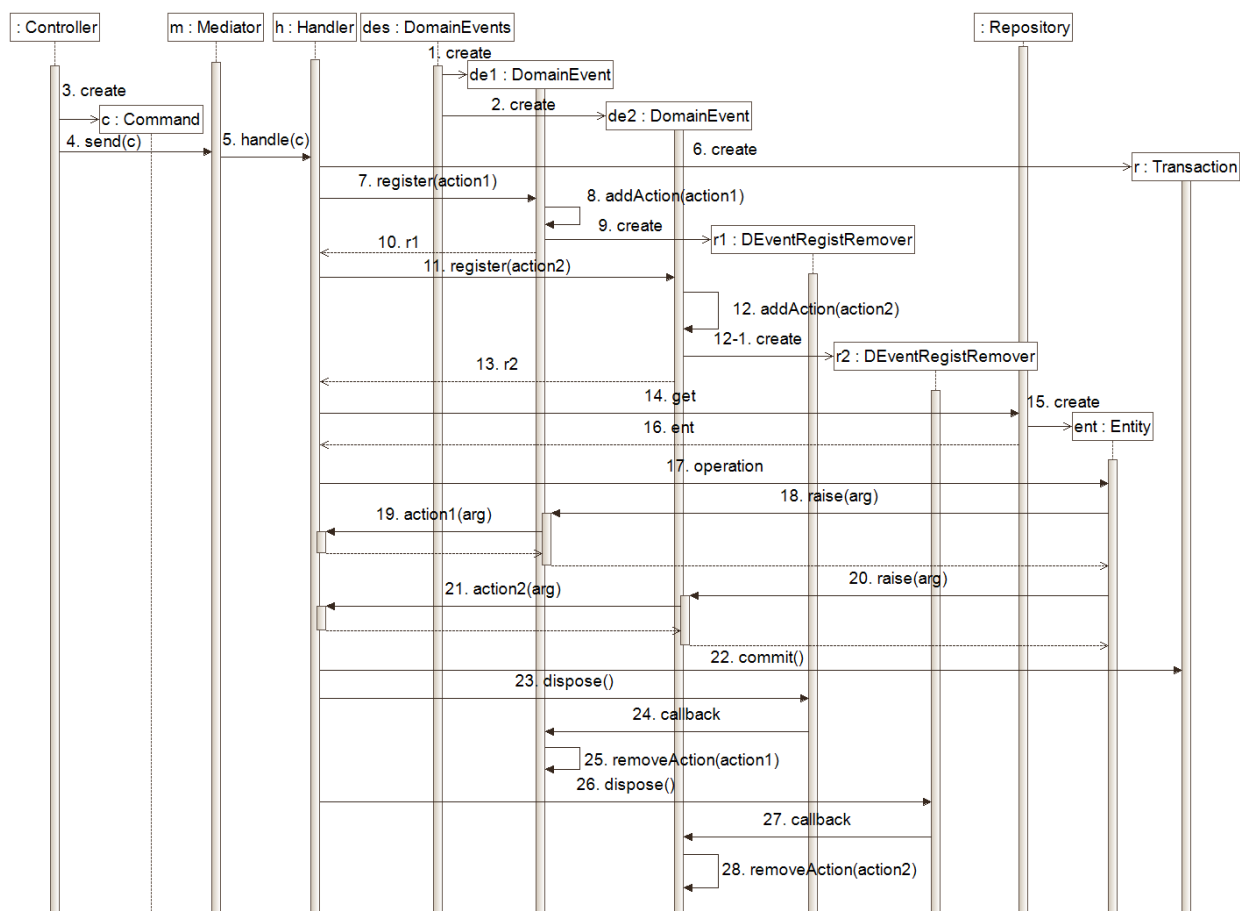 : Controller
m : Mediator
h : Handler
des : DomainEvents
: Repository
1. create
de1 : DomainEvent
3. create
2. create
c : Command
de2 : DomainEvent
4. send(c)
5. handle(c)
6. create
r : Transaction
7. register(action1)
8. addAction(action1)
9. create
10. r1
r1 : DEventRegistRemover
11. register(action2)
12. addAction(action2)
12-1. create
r2 : DEventRegistRemover
13. r2
14. get
15. create
16. ent
ent : Entity
17. operation
18. raise(arg)
19. action1(arg)
20. raise(arg)
21. action2(arg)
22. commit()
23. dispose()
24. callback
25. removeAction(action1)
26. dispose()
27. callback
28. removeAction(action2)